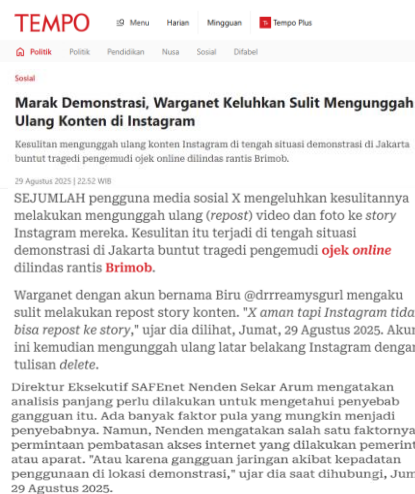 TEMPO
Menu Harian Mingguan Tempo Plus
Politik Politik Pendidikan Nusa Sosial Difabel
Sosial
Marak Demonstrasi, Warganet Keluhkan Sulit Mengunggah
Ulang Konten di Instagram
Kesulitan mengunggah ulang konten Instagram di tengah situasi demonstrasi di Jakarta
buntut tragedi pengemudi ojek online dilindas rantis Brimob.
29 Agustus 2025 | 22.52 WIB
SEJUMLAH pengguna media sosial X mengeluhkan kesulitannya
melakukan mengunggah ulang (repost) video dan foto ke story
Instagram mereka. Kesulitan itu terjadi di tengah situasi
demonstrasi di Jakarta buntut tragedi pengemudi ojek online
dilindas rantis Brimob.
Warganet dengan akun bernama Biru @drrreamysgurl mengaku
sulit melakukan repost story konten. "X aman tapi Instagram tida
bisa repost ke story," ujar dia dilihat, Jumat, 29 Agustus 2025. Akun
ini kemudian mengunggah ulang latar belakang Instagram dengan
tulisan delete.
Direktur Eksekutif SAFEnet Nenden Sekar Arum mengatakan
analisis panjang perlu dilakukan untuk mengetahui penyebab
gangguan itu. Ada banyak faktor pula yang mungkin menjadi
penyebabnya. Namun, Nenden mengatakan salah satu faktornya
permintaan pembatasan akses internet yang dilakukan pemerint
atau aparat. "Atau karena gangguan jaringan akibat kepadatan
penggunaan di lokasi demonstrasi," ujar dia saat dihubungi, Jum
29 Agustus 2025.